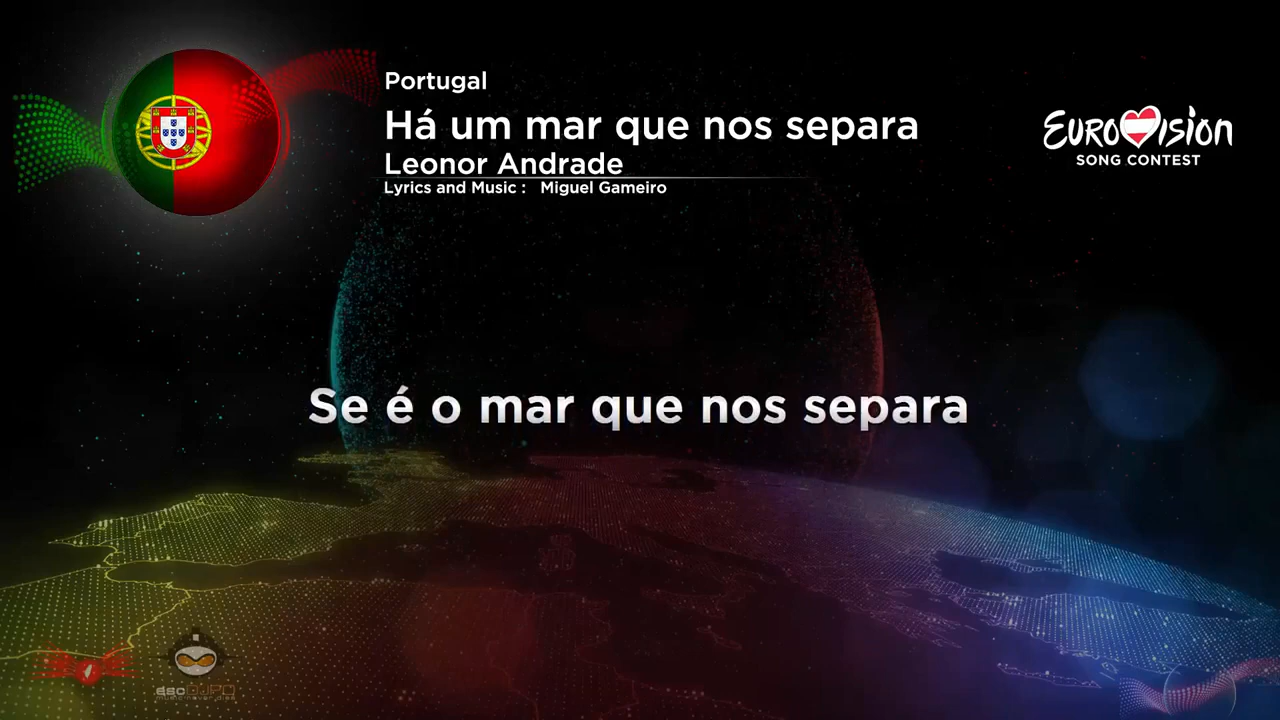 Portugal
Há um mar que nos separa
Leonor Andrade
Lyrics and Music : Miguel Gameiro
EUROVISION
SONG CONTEST
Se é o mar que nos separa